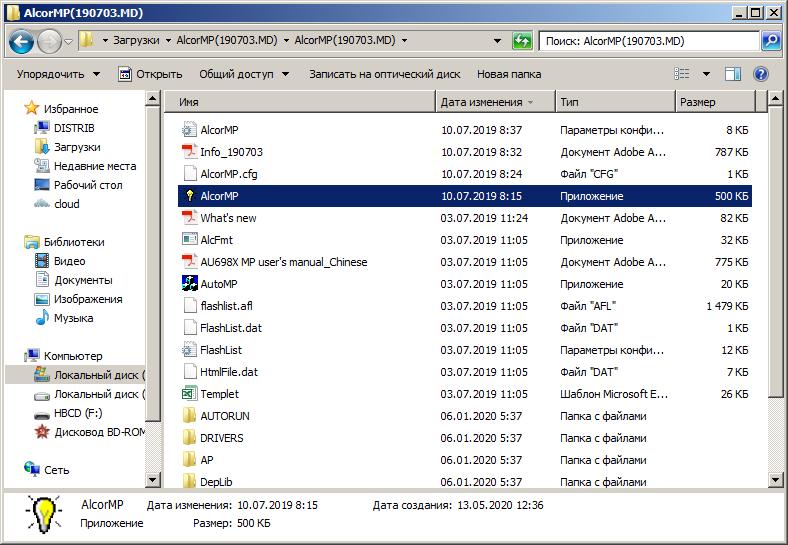 AlcorMP(190703.MD)
Загрузки AlcorMP(190703.MD) AlcorMP(190703.MD) Поиск: AlcorMP(190703.MD)
Упорядочить Открыть Общий доступ Записать на оптический диск Новая папка
Избранное
DISTRIB
Загрузки
Недавние места
Рабочий стол
cloud
Библиотеки
Видео
Документы
Изображения
Музыка
Компьютер
Локальный диск (
Локальный диск (
HBCD (F:)
Дисковод BD-ROM
Сеть
Имя Дата изменения Тип Размер
AlcorMP 10.07.2019 8:37 Параметры конфи... 8 КБ
Info_190703 10.07.2019 8:32 Документ Adobe A... 787 КБ
AlcorMP.cfg 10.07.2019 8:24 Файл "CFG" 1 КБ
AlcorMP 10.07.2019 8:15 Приложение 500 КБ
What's new 03.07.2019 11:24 Документ Adobe A... 82 КБ
AlcFmt 03.07.2019 11:05 Приложение 32 КБ
AU698X MP user's manual_Chinese 03.07.2019 11:05 Документ Adobe A... 775 КБ
AutoMP 03.07.2019 11:05 Приложение 20 КБ
flashlist.afl 03.07.2019 11:05 Файл "AFL" 1 479 КБ
FlashList.dat 03.07.2019 11:05 Файл "DAT" 1 КБ
FlashList 03.07.2019 11:05 Параметры конфи... 12 КБ
HtmlFile.dat 03.07.2019 11:05 Файл "DAT" 7 КБ
Templet 03.07.2019 11:05 Шаблон Microsoft E... 26 КБ
AUTORUN 06.01.2020 5:37 Папка с файлами
DRIVERS 06.01.2020 5:37 Папка с файлами
AP 06.01.2020 5:37 Папка с файлами
DepLib 06.01.2020 5:37 Папка с файлами
AlcorMP Дата изменения: 10.07.2019 8:15 Дата создания: 13.05.2020 12:36
Приложение Размер: 500 КБ